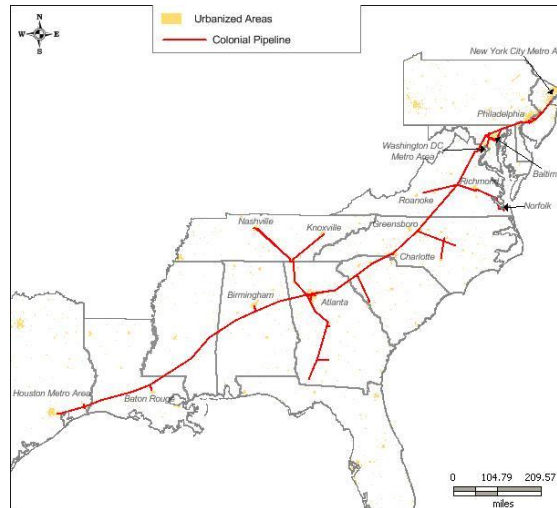 Urbanized Areas
Colonial Pipeline
N
W E
S
New York City Metro A
Philadelphia
Washington DC
Metro Area
Baltim
Richmond
Roanoke
Norfolk
Nashville
Knoxville
Greensboro
Charlotte
Birmingham
Atlanta
Houston Metro Area
Baton Rouge
0 104.79 209.57
miles